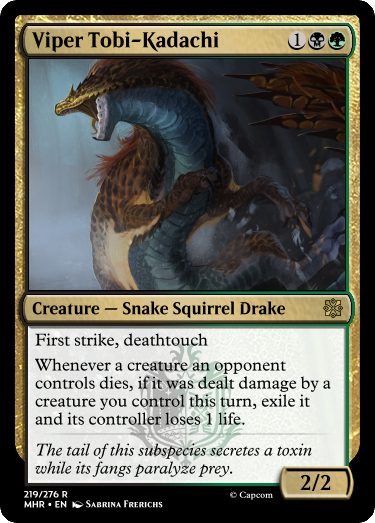 Viper Tobi-Kadachi 1
Creature — Snake Squirrel Drake
First strike, deathtouch
Whenever a creature an opponent
controls dies, if it was dealt damage by a
creature you control this turn, exile it
and its controller loses 1 life.
The tail of this subspecies secretes a toxin
while its fangs paralyze prey.
2/2
219/276 R
MHR • EN Sabrina Frerichs
© Capcom